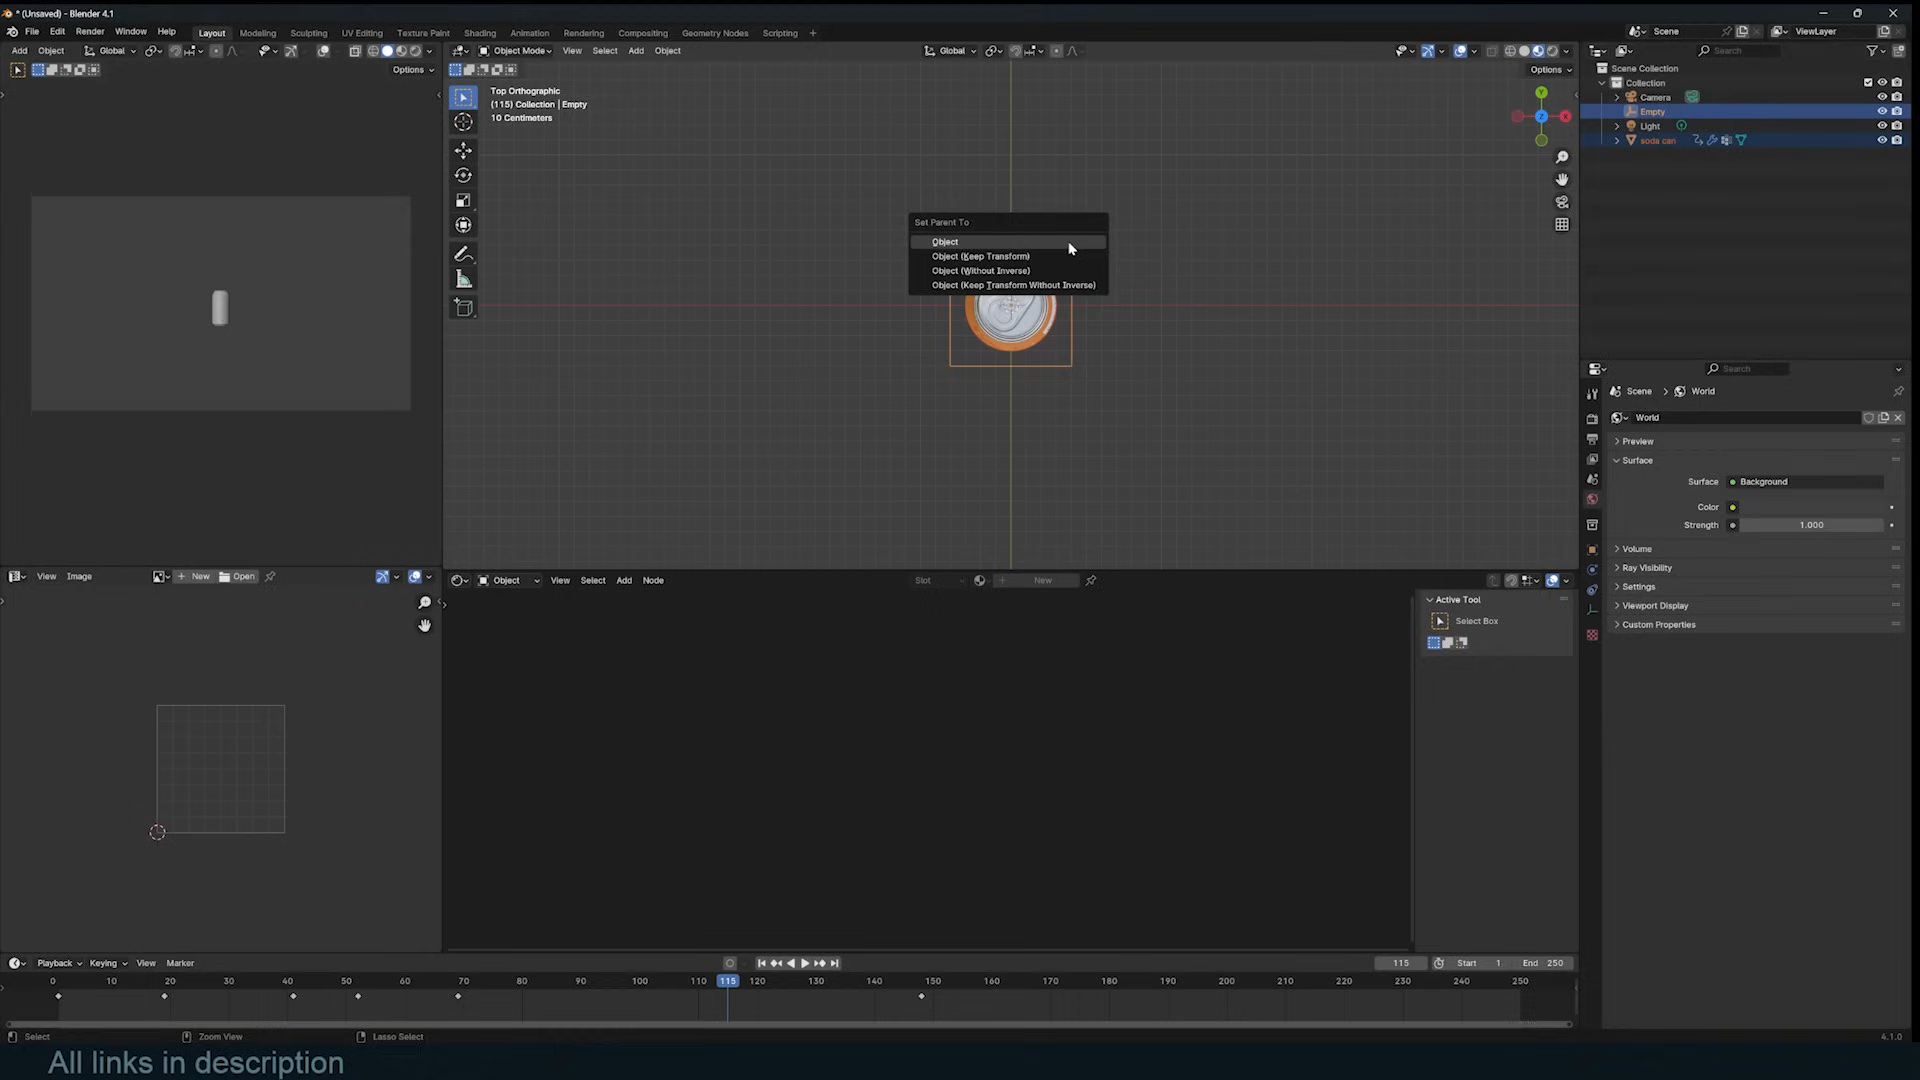 * (Unsaved) - Blender 4.1
File Edit Render Window Help Layout Modeling Sculpting UV Editing Texture Paint Shading Animation Rendering Compositing Geometry Nodes Scripting + Scene ViewLayer
Add Object Global Object Mode View Select Add Object Global Search
Options Options
Top Orthographic
(115) Collection | Empty
10 Centimeters
Y
Z X
Scene Collection
Collection
Camera
Empty
Light
soda can
Set Parent To
Object
Object (Keep Transform)
Object (Without Inverse)
Object (Keep Transform Without Inverse)
Search
Scene > World
World
Preview
Surface
Surface Background
Color
Strength 1.000
Volume
Ray Visibility
Settings
Viewport Display
Custom Properties
View Image + New Open
Object View Select Add Node Slot + New
Active Tool
Select Box
Playback Keying View Marker 115 Start 1 End 250
0 10 20 30 40 50 60 70 80 90 100 110 115 120 130 140 150 160 170 180 190 200 210 220 230 240 250
Select Zoom View Lasso Select 4.1.0
All links in description